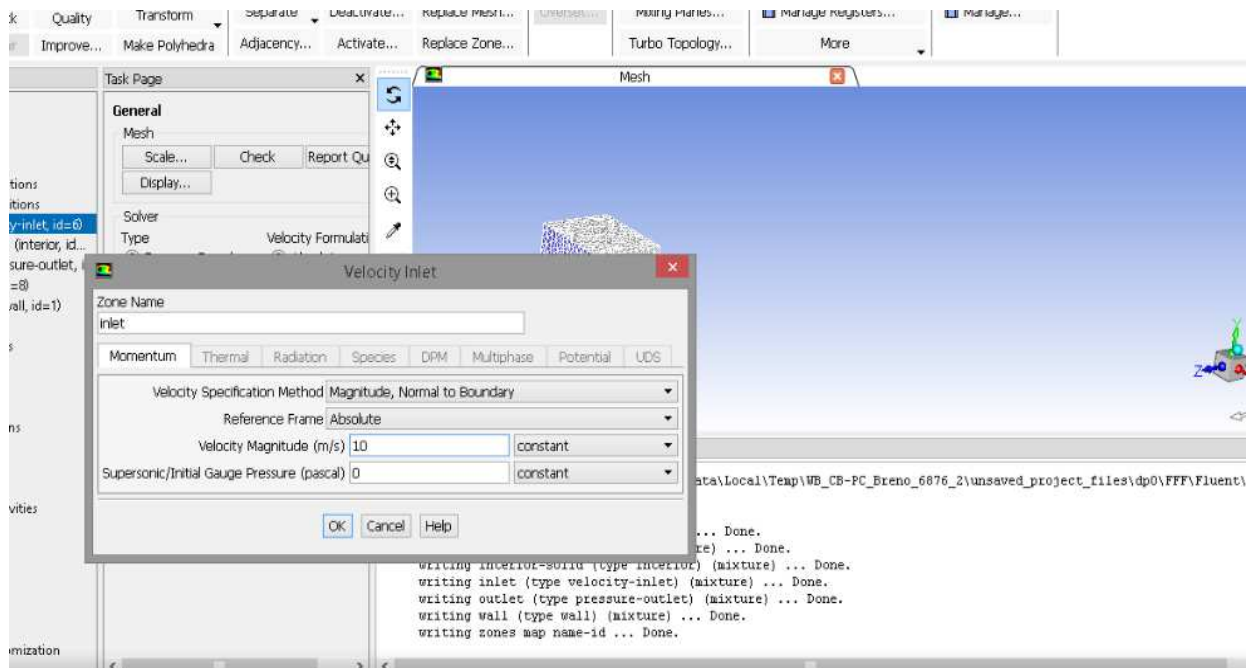 Quality
Transform
Separate
Deactivate...
Replace Mesh...
Overset...
Mixing Planes...
Manage Registers...
Manage...
Improve...
Make Polyhedra
Adjacency...
Activate...
Replace Zone...
Turbo Topology...
More
Task Page
Mesh
General
Mesh
Scale...
Check
Report Qu
Display...
tions
itions
y-inlet, id=6)
(interior, id...
sure-outlet, i
=8)
all, id=1)
Solver
Type
Velocity Formulati
Velocity Inlet
Zone Name
inlet
Momentum
Thermal
Radiation
Species
DPM
Multiphase
Potential
UDS
Velocity Specification Method Magnitude, Normal to Boundary
Reference Frame Absolute
Velocity Magnitude (m/s) 10 constant
Supersonic/Initial Gauge Pressure (pascal) 0 constant
OK
Cancel
Help
Y
Z
s
ns
vities
mization
ata\Local\Temp\WB_CB-PC_Breno_6876_2\unsaved_project_files\dp0\FFF\Fluent\
... Done.
re) ... Done.
writing interior-solid (type interior) (mixture) ... Done.
writing inlet (type velocity-inlet) (mixture) ... Done.
writing outlet (type pressure-outlet) (mixture) ... Done.
writing wall (type wall) (mixture) ... Done.
writing zones map name-id ... Done.